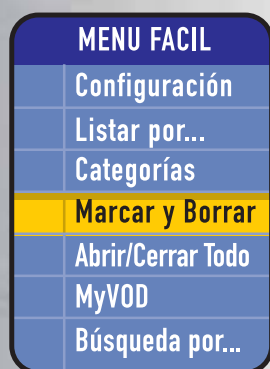 MENU FACIL
Configuración
Listar por...
Categorías
Marcar y Borrar
Abrir/Cerrar Todo
MyVOD
Búsqueda por...